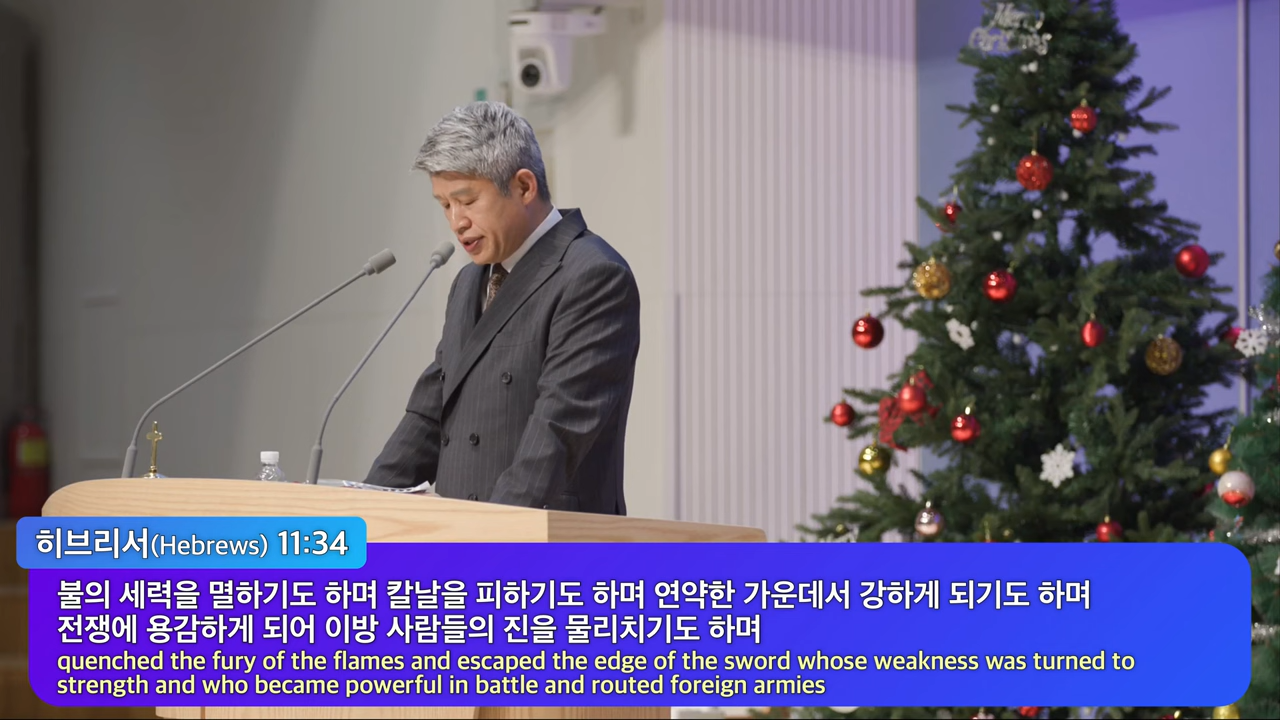 Merry
Christmas
히브리서(Hebrews) 11:34
불의 세력을 멸하기도 하며 칼날을 피하기도 하며 연약한 가운데서 강하게 되기도 하며
전쟁에 용감하게 되어 이방 사람들의 진을 물리치기도 하며
quenched the fury of the flames and escaped the edge of the sword whose weakness was turned to
strength and who became powerful in battle and routed foreign armies